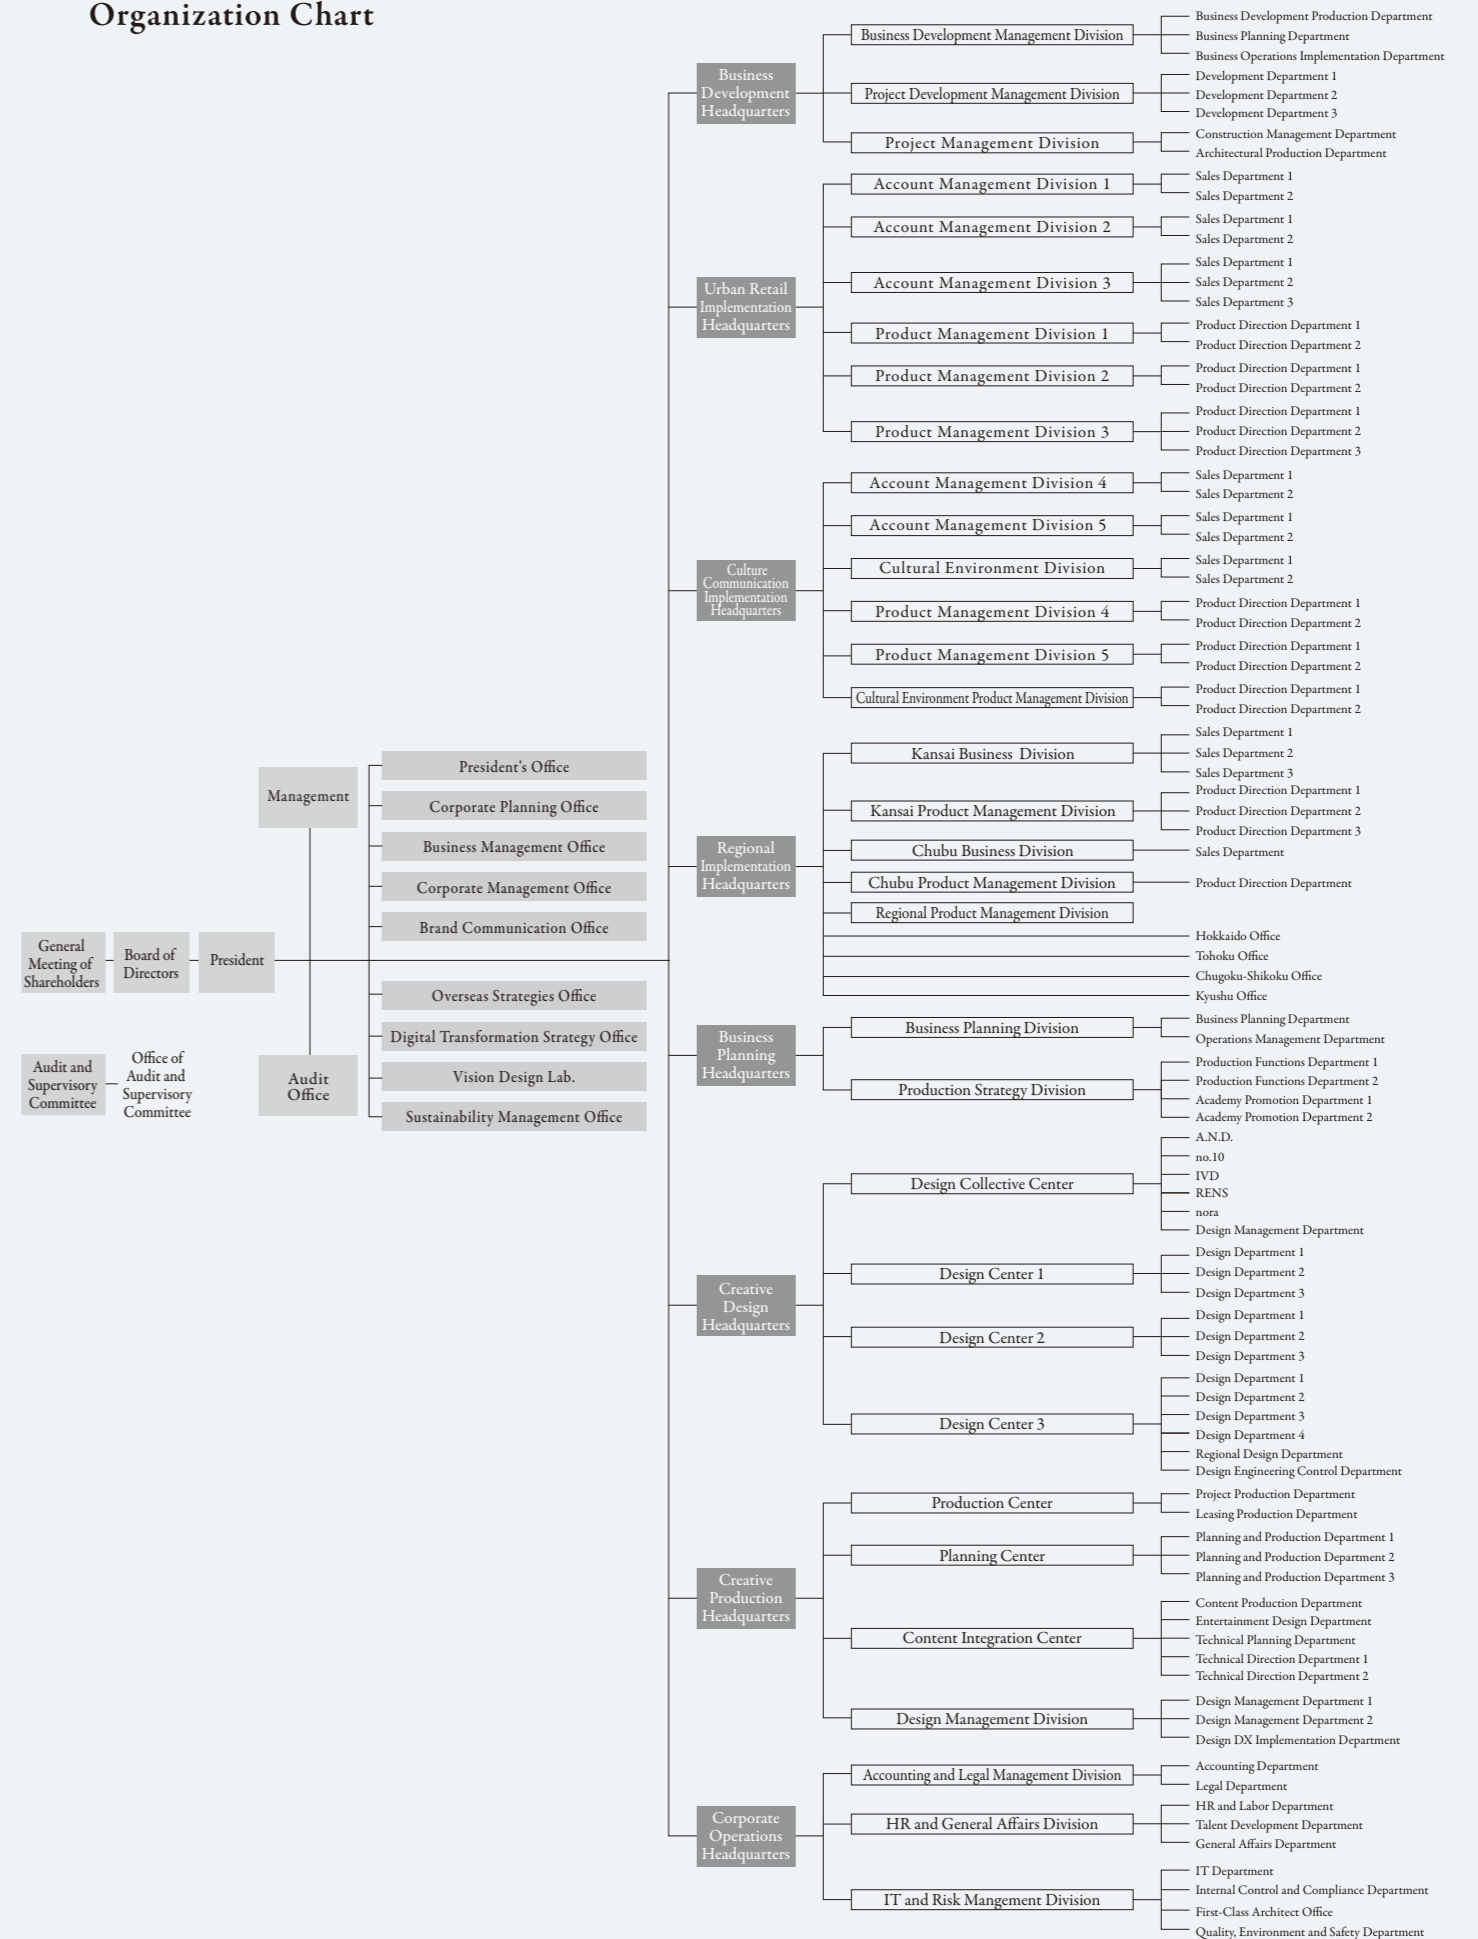 Organization Chart
General
Meeting of
Shareholders
Board of
Directors
President
Audit and
Supervisory
Committee
Office of
Audit and
Supervisory
Committee
Management
Audit
Office
President's Office
Corporate Planning Office
Business Management Office
Corporate Management Office
Brand Communication Office
Overseas Strategies Office
Digital Transformation Strategy Office
Vision Design Lab.
Sustainability Management Office
Business
Development
Headquarters
Business Development Management Division
Business Development Production Department
Business Planning Department
Business Operations Implementation Department
Project Development Management Division
Development Department 1
Development Department 2
Development Department 3
Project Management Division
Construction Management Department
Architectural Production Department
Urban Retail
Implementation
Headquarters
Account Management Division 1
Sales Department 1
Sales Department 2
Account Management Division 2
Sales Department 1
Sales Department 2
Account Management Division 3
Sales Department 1
Sales Department 2
Sales Department 3
Product Management Division 1
Product Direction Department 1
Product Direction Department 2
Product Management Division 2
Product Direction Department 1
Product Direction Department 2
Product Management Division 3
Product Direction Department 1
Product Direction Department 2
Product Direction Department 3
Culture
Communication
Implementation
Headquarters
Account Management Division 4
Sales Department 1
Sales Department 2
Account Management Division 5
Sales Department 1
Sales Department 2
Cultural Environment Division
Sales Department 1
Sales Department 2
Product Management Division 4
Product Direction Department 1
Product Direction Department 2
Product Management Division 5
Product Direction Department 1
Product Direction Department 2
Cultural Environment Product Management Division
Product Direction Department 1
Product Direction Department 2
Regional
Implementation
Headquarters
Kansai Business Division
Sales Department 1
Sales Department 2
Sales Department 3
Kansai Product Management Division
Product Direction Department 1
Product Direction Department 2
Product Direction Department 3
Chubu Business Division
Sales Department
Chubu Product Management Division
Product Direction Department
Regional Product Management Division
Hokkaido Office
Tohoku Office
Chugoku-Shikoku Office
Kyushu Office
Business
Planning
Headquarters
Business Planning Division
Business Planning Department
Operations Management Department
Production Strategy Division
Production Functions Department 1
Production Functions Department 2
Academy Promotion Department 1
Academy Promotion Department 2
Creative
Design
Headquarters
Design Collective Center
A.N.D.
no.10
IVD
RENS
nora
Design Management Department
Design Center 1
Design Department 1
Design Department 2
Design Department 3
Design Center 2
Design Department 1
Design Department 2
Design Department 3
Design Center 3
Design Department 1
Design Department 2
Design Department 3
Design Department 4
Regional Design Department
Design Engineering Control Department
Creative
Production
Headquarters
Production Center
Project Production Department
Leasing Production Department
Planning Center
Planning and Production Department 1
Planning and Production Department 2
Planning and Production Department 3
Content Integration Center
Content Production Department
Entertainment Design Department
Technical Planning Department
Technical Direction Department 1
Technical Direction Department 2
Design Management Division
Design Management Department 1
Design Management Department 2
Design DX Implementation Department
Corporate
Operations
Headquarters
Accounting and Legal Management Division
Accounting Department
Legal Department
HR and General Affairs Division
HR and Labor Department
Talent Development Department
General Affairs Department
IT and Risk Mangement Division
IT Department
Internal Control and Compliance Department
First-Class Architect Office
Quality, Environment and Safety Department